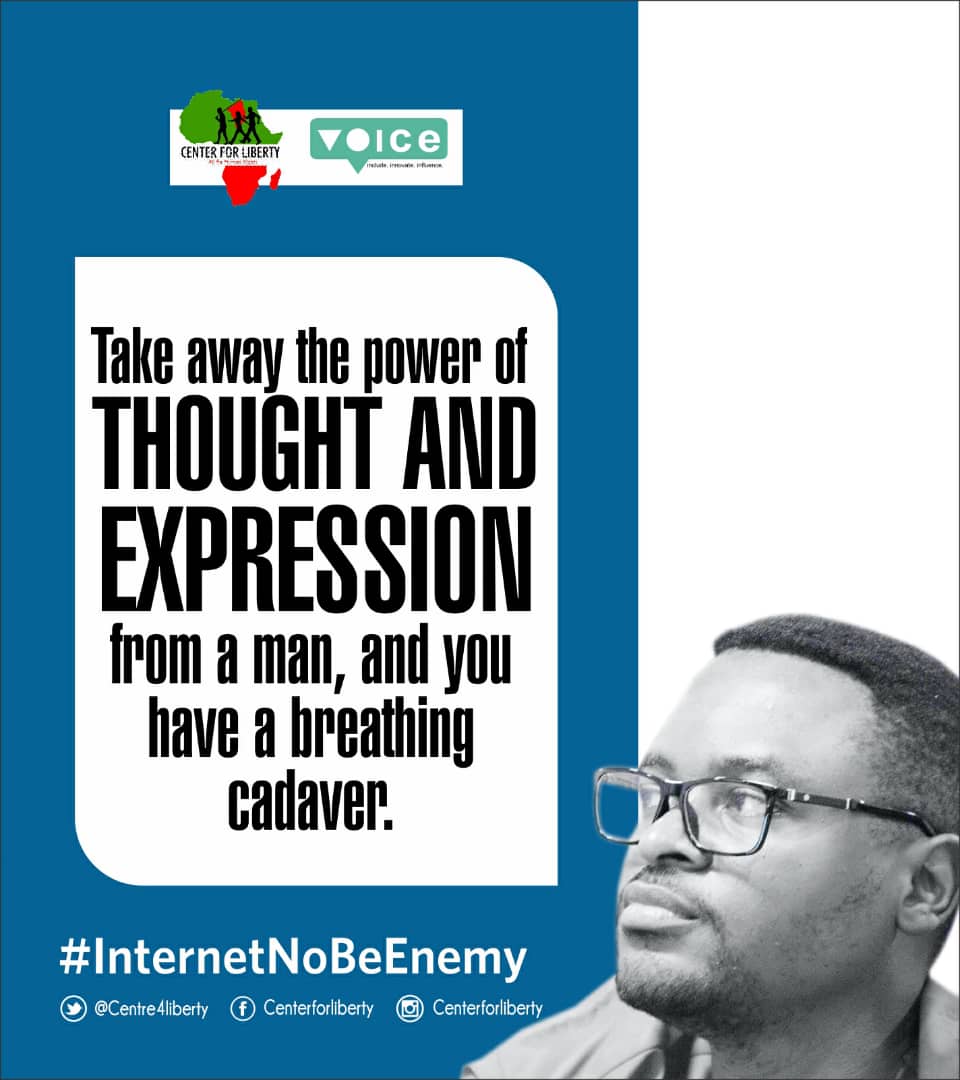 CENTER FOR LIBERTY
VOICE
include. innovate. influence.
Take away the power of
THOUGHT AND
EXPRESSION
from a man, and you
have a breathing
cadaver.
#InternetNoBeEnemy
@Centre4liberty Centerforliberty Centerforliberty